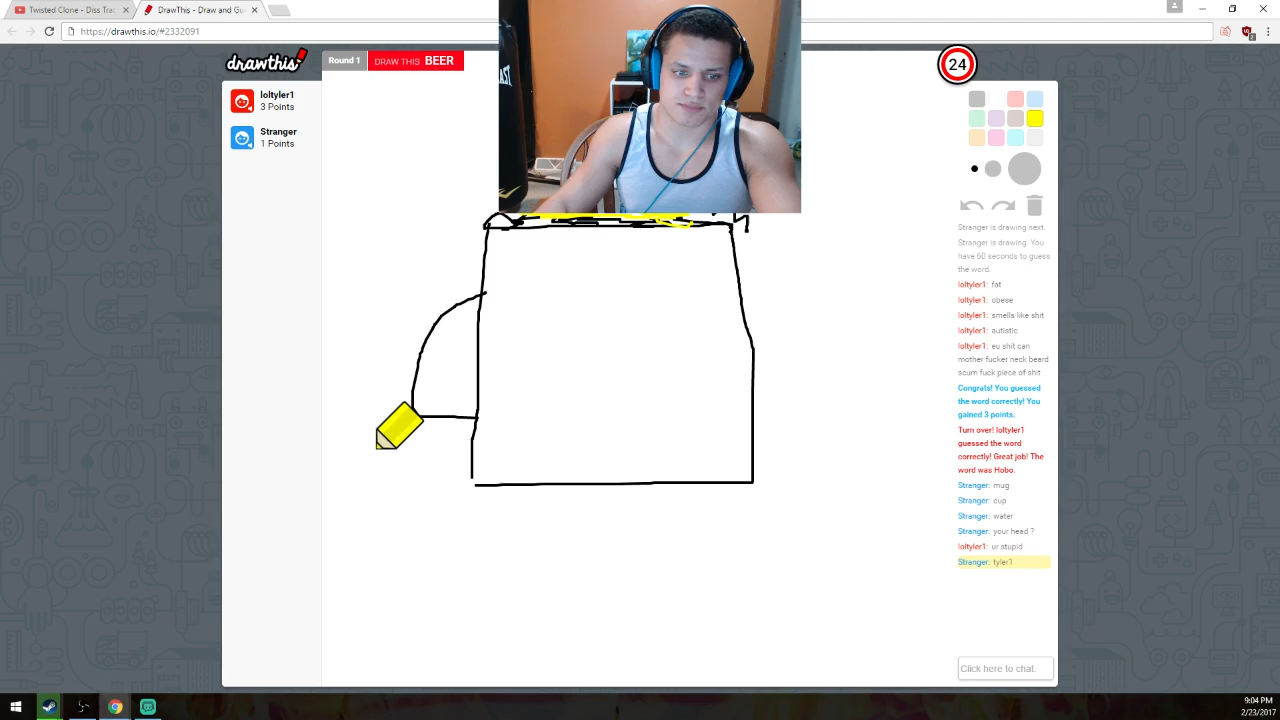 Twisted Clone - Diss Trac
DrawThis - Draw and Gu
https://drawthis.io/#2332091
drawthis
Round 1
DRAW THIS BEER
24
loltyler1
3 Points
Stranger
1 Points
Stranger is drawing next.
Stranger is drawing. You
have 60 seconds to guess
the word.
loltyler1: fat
loltyler1: obese
loltyler1: smells like shit
loltyler1: autistic
loltyler1: eu shit can
mother fucker neck beard
scum fuck piece of shit
Congrats! You guessed
the word correctly! You
gained 3 points.
Turn over! loltyler1
guessed the word
correctly! Great job! The
word was Hobo.
Stranger: mug
Stranger: cup
Stranger: water
Stranger: your head ?
loltyler1: ur stupid
Stranger: tyler1
Click here to chat.
9:04 PM
2/23/2017